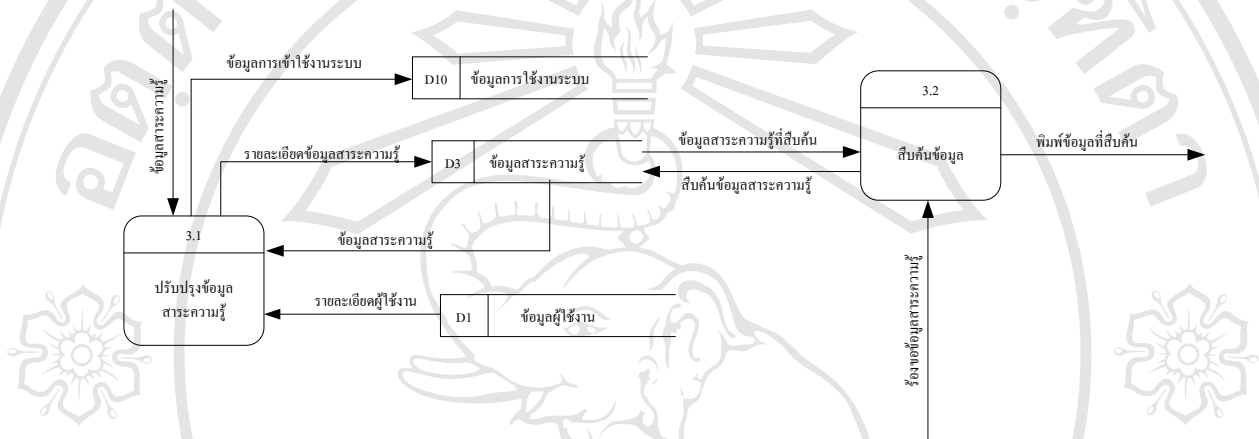 ข้อมูลการเข้าใช้งานระบบ
D10 ข้อมูลการใช้งานระบบ
ข้อมูลสาระความรู้
3.2
สืบค้นข้อมูล
รายละเอียดข้อมูลสาระความรู้
D3 ข้อมูลสาระความรู้
ข้อมูลสาระความรู้ที่สืบค้น
พิมพ์ข้อมูลที่สืบค้น
สืบค้นข้อมูลสาระความรู้
3.1
ปรับปรุงข้อมูล
สาระความรู้
ข้อมูลสาระความรู้
รายละเอียดผู้ใช้งาน
D1 ข้อมูลผู้ใช้งาน
ร้องขอข้อมูลสาระความรู้